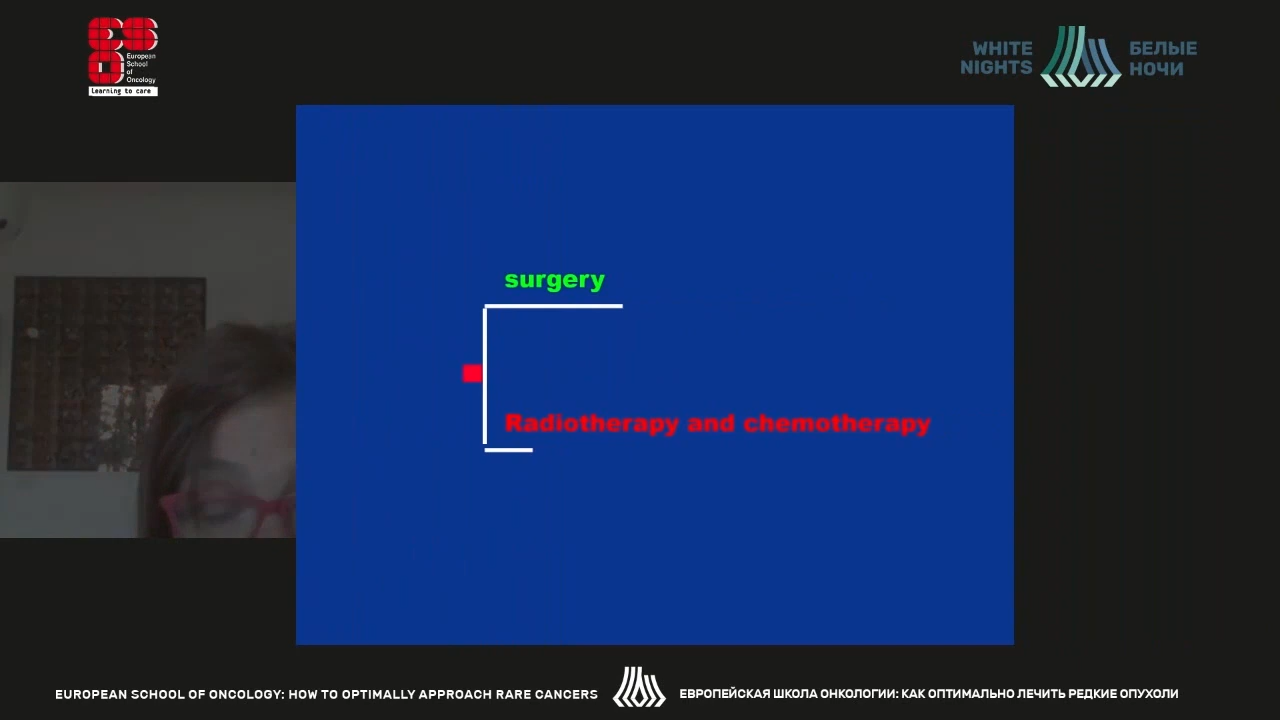 ESO
European
School
of
Oncology
Learning to care
WHITE
NIGHTS
БЕЛЫЕ
НОЧИ
surgery
Radiotherapy and chemotherapy
EUROPEAN SCHOOL OF ONCOLOGY: HOW TO OPTIMALLY APPROACH RARE CANCERS
ЕВРОПЕЙСКАЯ ШКОЛА ОНКОЛОГИИ: КАК ОПТИМАЛЬНО ЛЕЧИТЬ РЕДКИЕ ОПУХОЛИ